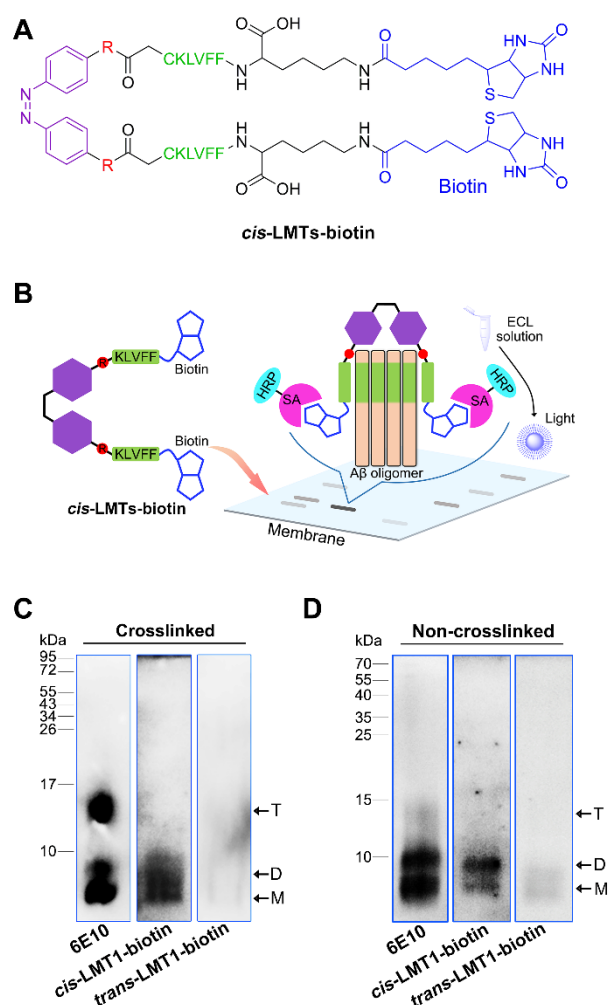 A
R
O
CKLVFF
N
H
O
OH
H
N
O
S
HN
NH
O
N
N
R
O
CKLVFF
H
N
O
OH
H
N
O
S
HN
NH
O
Biotin
cis-LMTs-biotin
B
R
KLVFF
Biotin
R
KLVFF
Biotin
cis-LMTs-biotin
HRP
SA
SA
HRP
ECL
solution
Light
Aβ oligomer
Membrane
C
Crosslinked
kDa
95
72
55
43
34
26
17
10
T
D
M
6E10
cis-LMT1-biotin
trans-LMT1-biotin
D
Non-crosslinked
kDa
70
55
40
35
25
15
10
T
D
M
6E10
cis-LMT1-biotin
trans-LMT1-biotin